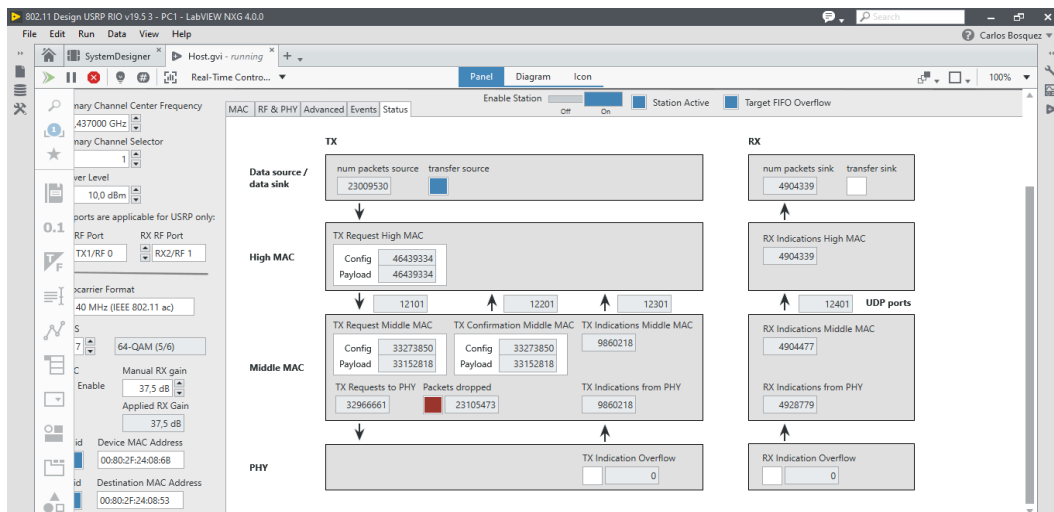 802.11 Design USRP RIO v19.5 3 - PC1 - LabVIEW NXG 4.0.0
Search
File Edit Run Data View Help
Carlos Bosquez
SystemDesigner
Host.gvi - running
Real-Time Contro...
Panel Diagram Icon
100%
mary Channel Center Frequency
,437000 GHz
mary Channel Selector
1
ver Level
10,0 dBm
ports are applicable for USRP only:
RF Port RX RF Port
TX1/RF 0 RX2/RF 1
ocarrier Format
40 MHz (IEEE 802.11 ac)
S
7 64-QAM (5/6)
C Manual RX gain
Enable 37,5 dB
Applied RX Gain
37,5 dB
id Device MAC Address
00:80:2F:24:08:6B
id Destination MAC Address
00:80:2F:24:08:53
1
0.1
T F
MAC RF & PHY Advanced Events Status
Enable Station
Off On
Station Active
Target FIFO Overflow
TX RX
Data source / data sink
num packets source transfer source
23009530
num packets sink transfer sink
4904339
High MAC
TX Request High MAC
Config 46439334
Payload 46439334
RX Indications High MAC
4904339
12101 12201 12301 12401 UDP ports
Middle MAC
TX Request Middle MAC
Config 33273850
Payload 33152818
TX Confirmation Middle MAC
Config 33273850
Payload 33152818
TX Indications Middle MAC
9860218
RX Indications Middle MAC
4904477
TX Requests to PHY Packets dropped
32966661 23105473
TX Indications from PHY
9860218
RX Indications from PHY
4928779
PHY
TX Indication Overflow
0
RX Indication Overflow
0